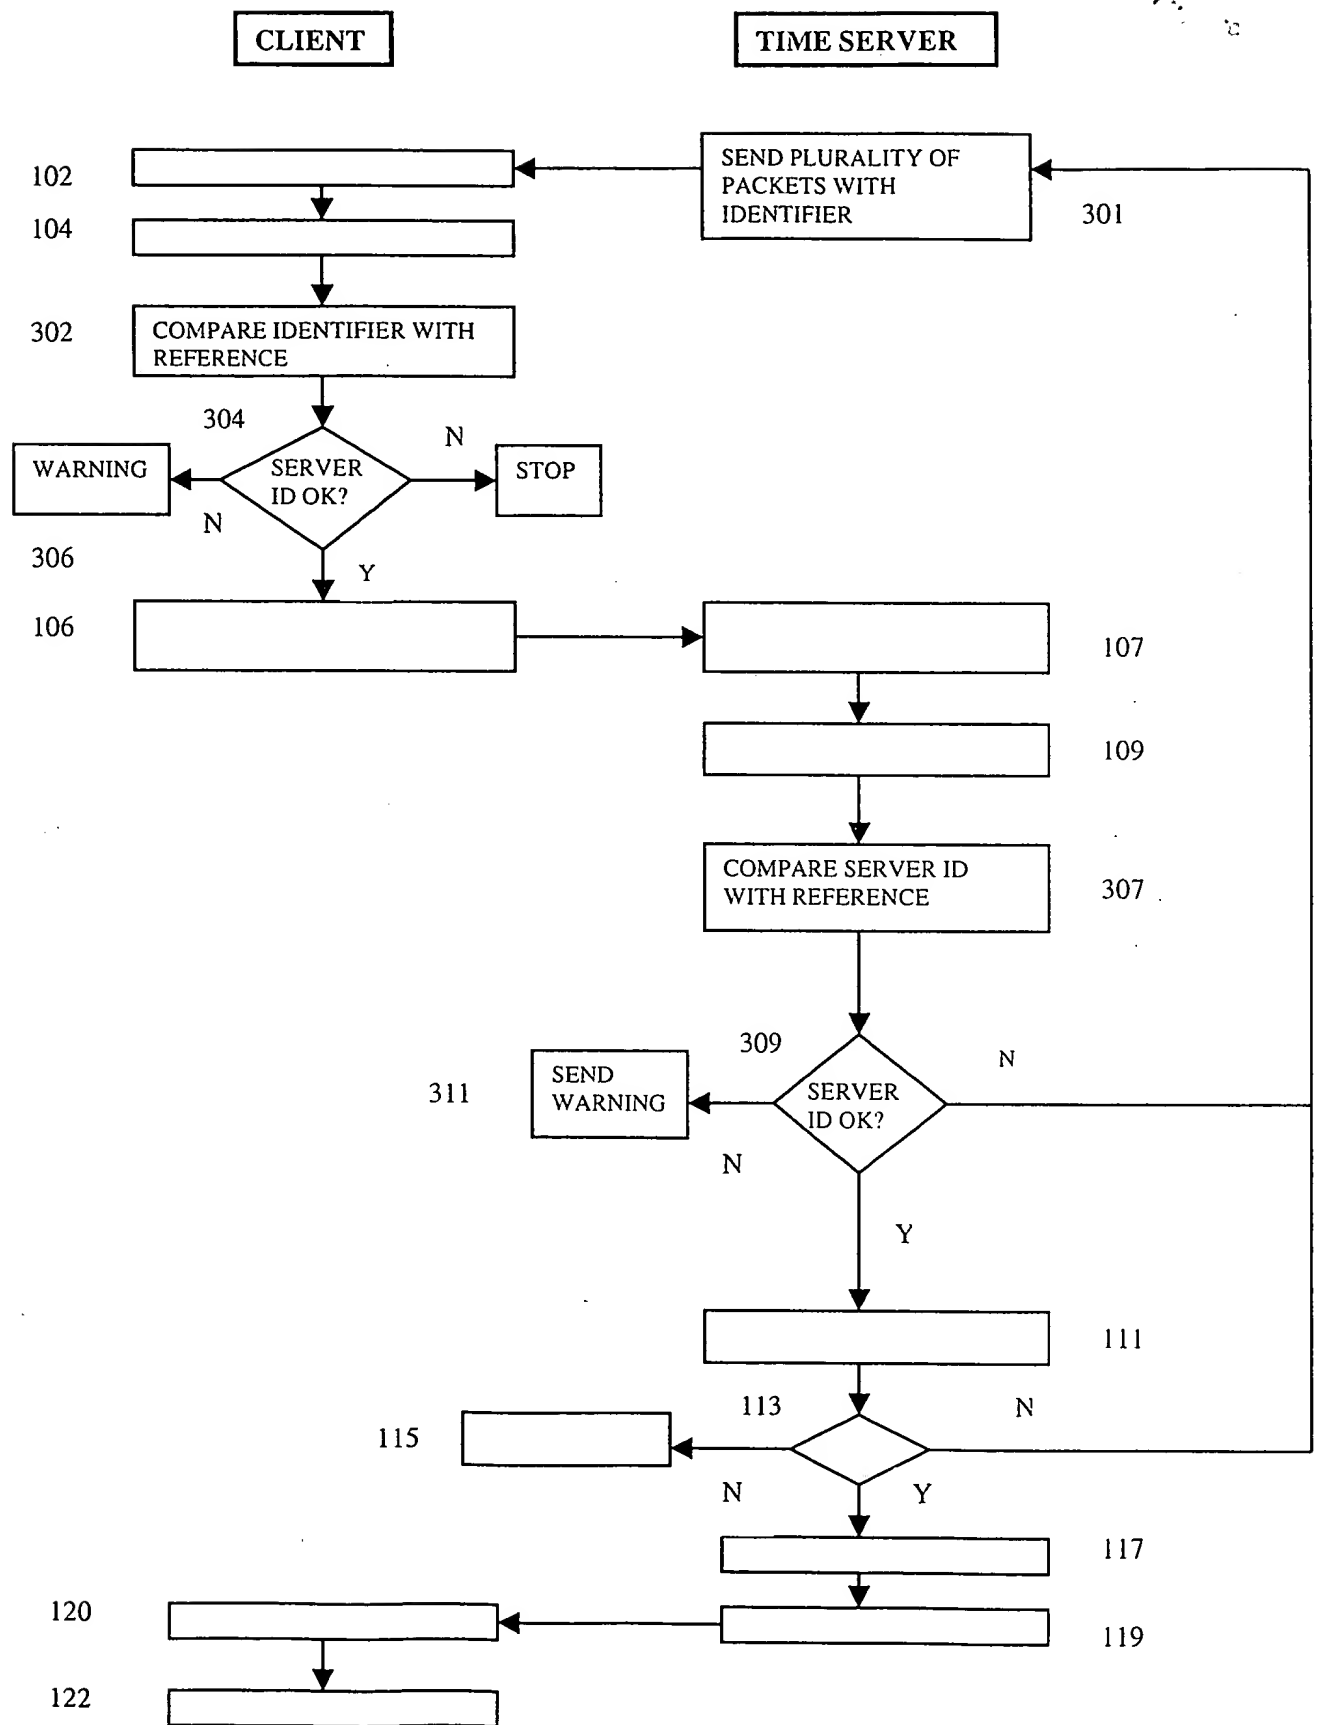 CLIENT
TIME SERVER
102
SEND PLURALITY OF
PACKETS WITH
IDENTIFIER
301
104
302
COMPARE IDENTIFIER WITH
REFERENCE
304
N
WARNING
SERVER
ID OK?
STOP
N
306
Y
106
107
109
COMPARE SERVER ID
WITH REFERENCE
307
309
N
311
SEND
WARNING
SERVER
ID OK?
N
Y
111
113
N
115
N
Y
117
120
119
122